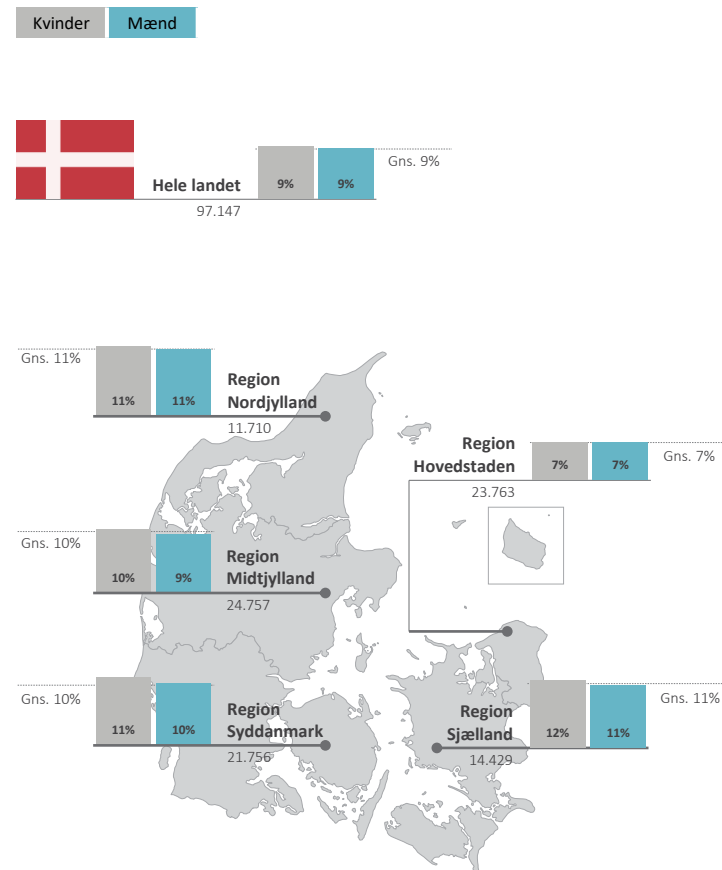 Kvinder
Mænd
Hele landet
97.147
9%
9%
Gns. 9%
Gns. 11%
11%
11%
Region
Nordjylland
11.710
Region
Hovedstaden
23.763
7%
7%
Gns. 7%
Gns. 10%
10%
9%
Region
Midtjylland
24.757
Gns. 10%
11%
10%
Region
Syddanmark
21.756
Region
Sjælland
14.429
12%
11%
Gns. 11%